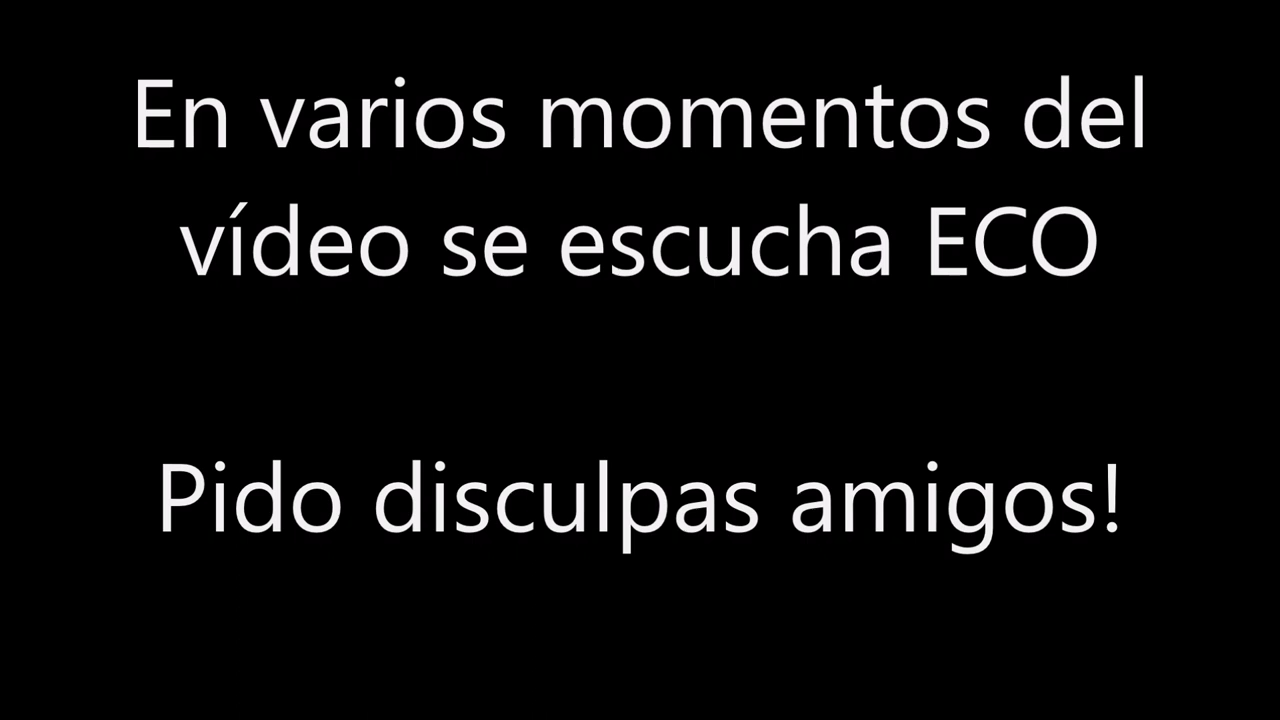 En varios momentos del
vídeo se escucha ECO
Pido disculpas amigos!